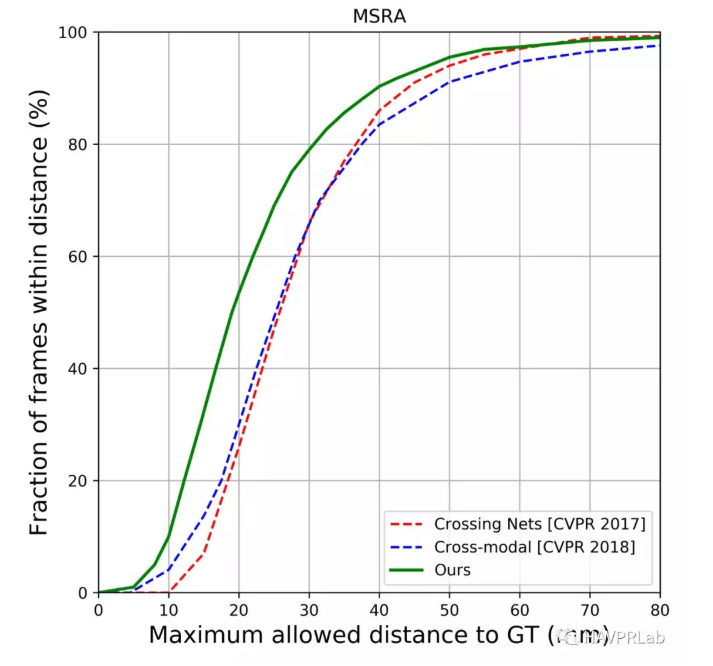 MSRA
Fraction of frames within distance (%)
100
80
60
40
20
0
Crossing Nets [CVPR 2017]
Cross-modal [CVPR 2018]
Ours
0 10 20 30 40 50 60 70 80
Maximum allowed distance to GT
HAVPRLab